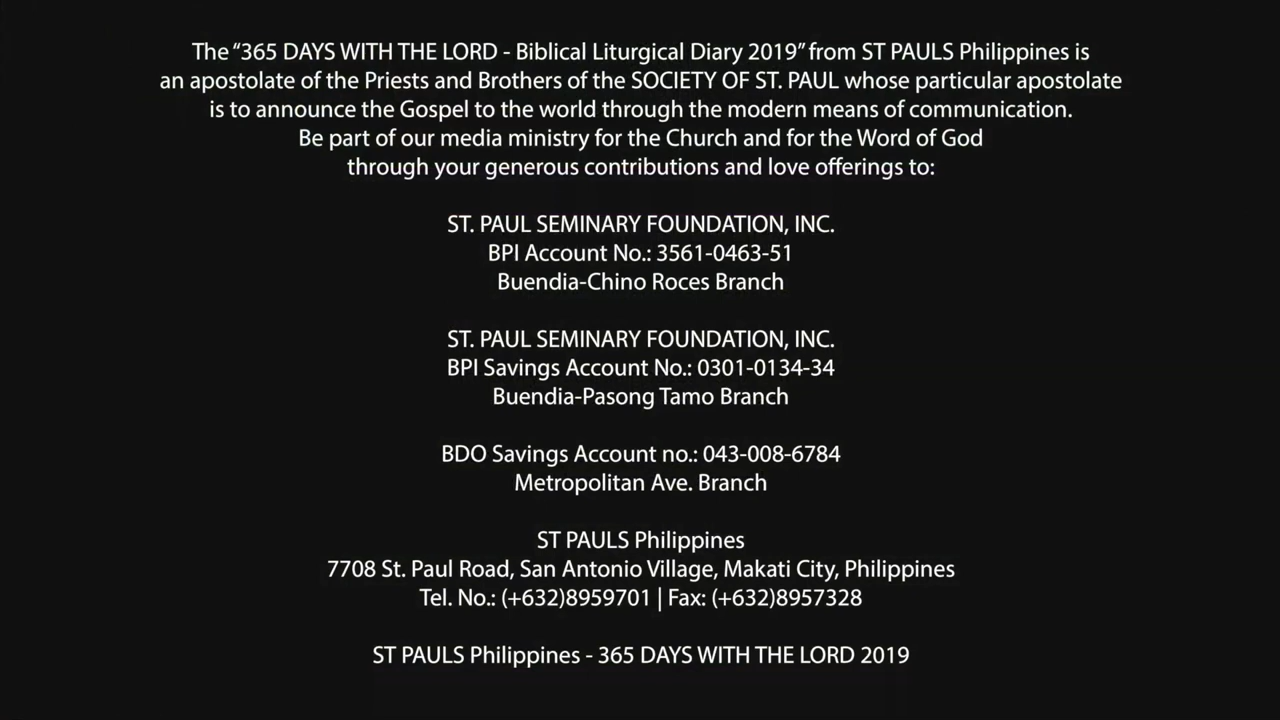 The “365 DAYS WITH THE LORD - Biblical Liturgical Diary 2019” from ST PAULS Philippines is
an apostolate of the Priests and Brothers of the SOCIETY OF ST. PAUL whose particular apostolate
is to announce the Gospel to the world through the modern means of communication.
Be part of our media ministry for the Church and for the Word of God
through your generous contributions and love offerings to:
ST. PAUL SEMINARY FOUNDATION, INC.
BPI Account No.: 3561-0463-51
Buendia-Chino Roces Branch
ST. PAUL SEMINARY FOUNDATION, INC.
BPI Savings Account No.: 0301-0134-34
Buendia-Pasong Tamo Branch
BDO Savings Account no.: 043-008-6784
Metropolitan Ave. Branch
ST PAULS Philippines
7708 St. Paul Road, San Antonio Village, Makati City, Philippines
Tel. No.: (+632)8959701 | Fax: (+632)8957328
ST PAULS Philippines - 365 DAYS WITH THE LORD 2019